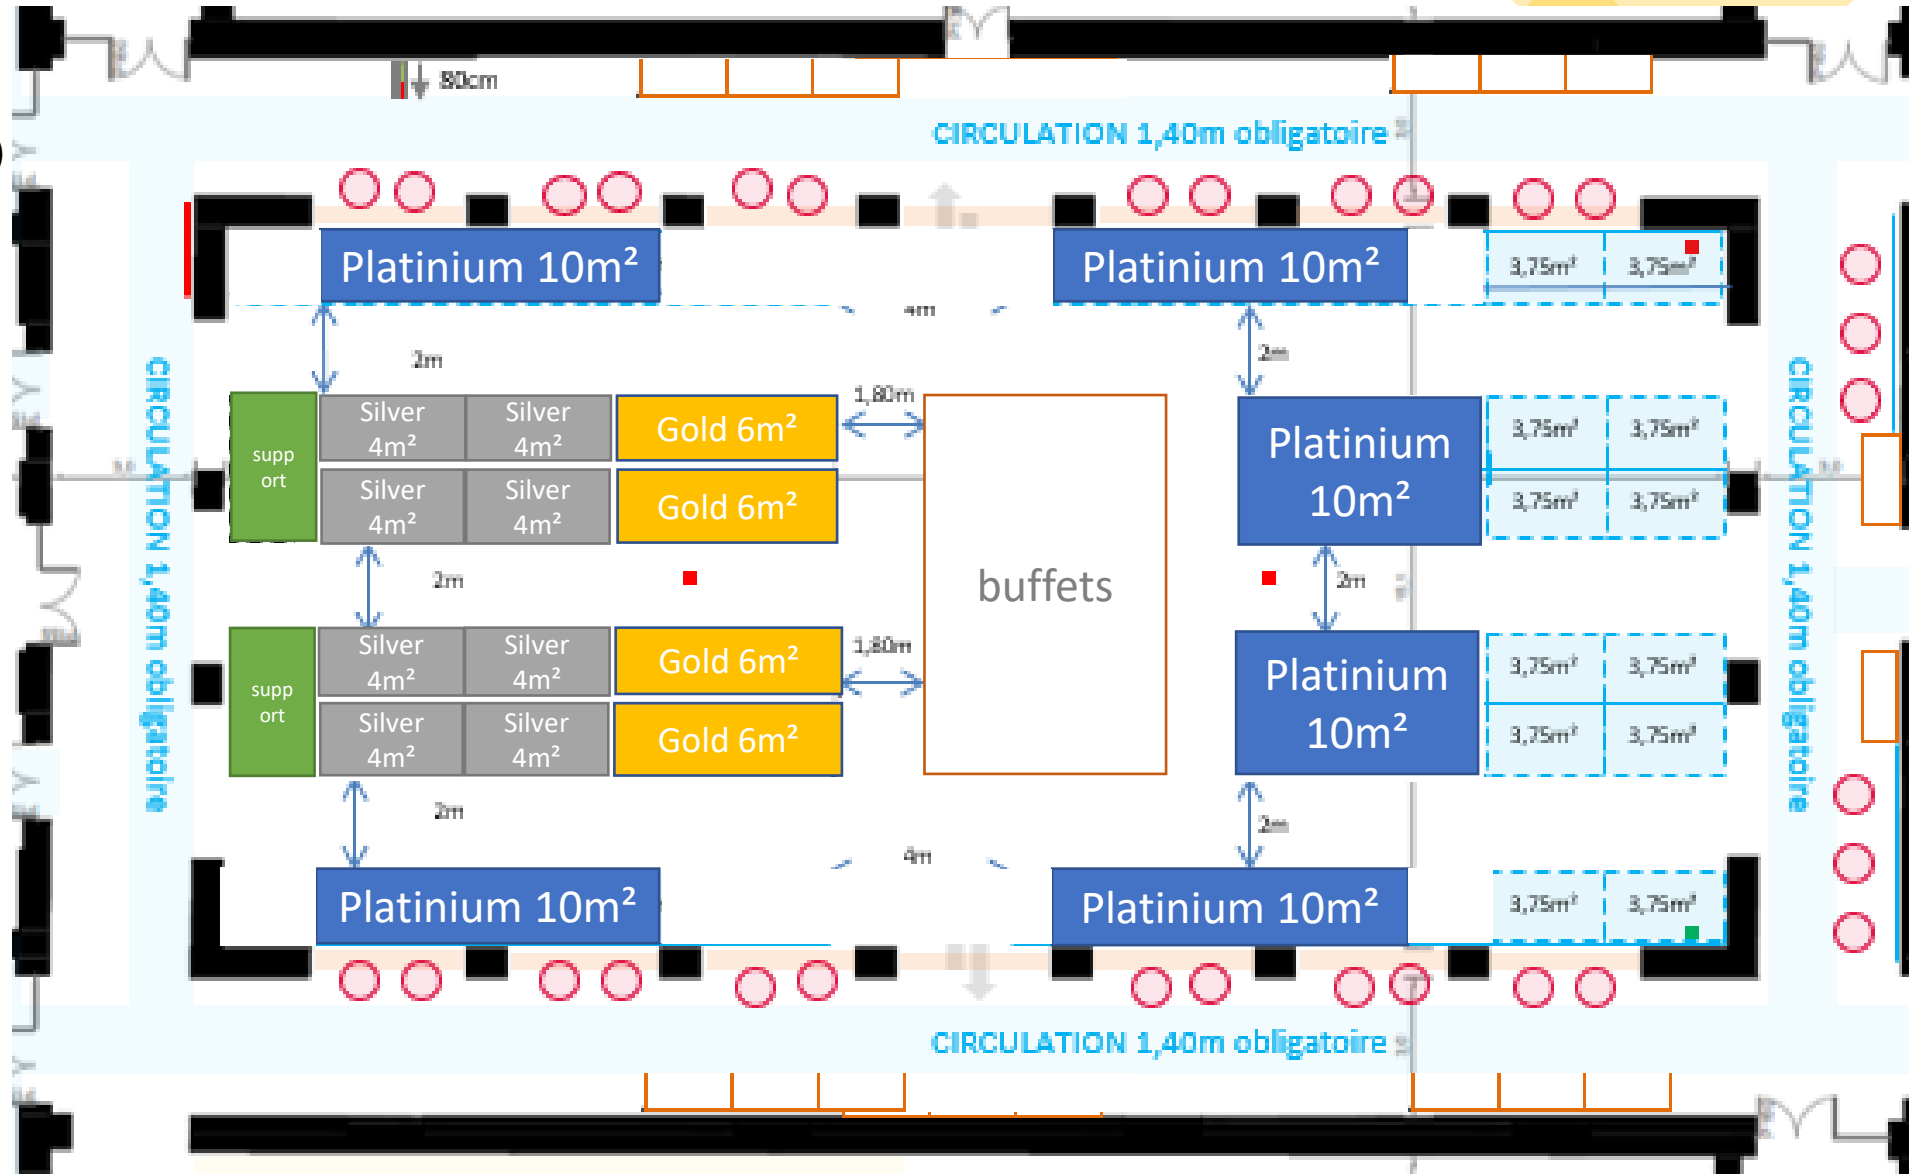 80cm
CIRCULATION 1,40m obligatoire
Platinium 10m²
Platinium 10m²
3,75m²
3,75m²
4m
2m
2m
CIRCULATION 1,40m obligatoire
CIRCULATION 1,40m obligatoire
supp
ort
Silver
4m²
Silver
4m²
Gold 6m²
1,80m
Platinium
10m²
3,75m²
3,75m²
Silver
4m²
Silver
4m²
Gold 6m²
3,75m²
3,75m²
2m
buffets
2m
supp
ort
Silver
4m²
Silver
4m²
Gold 6m²
1,80m
Platinium
10m²
3,75m²
3,75m²
Silver
4m²
Silver
4m²
Gold 6m²
3,75m²
3,75m²
2m
2m
4m
Platinium 10m²
Platinium 10m²
3,75m²
3,75m²
CIRCULATION 1,40m obligatoire